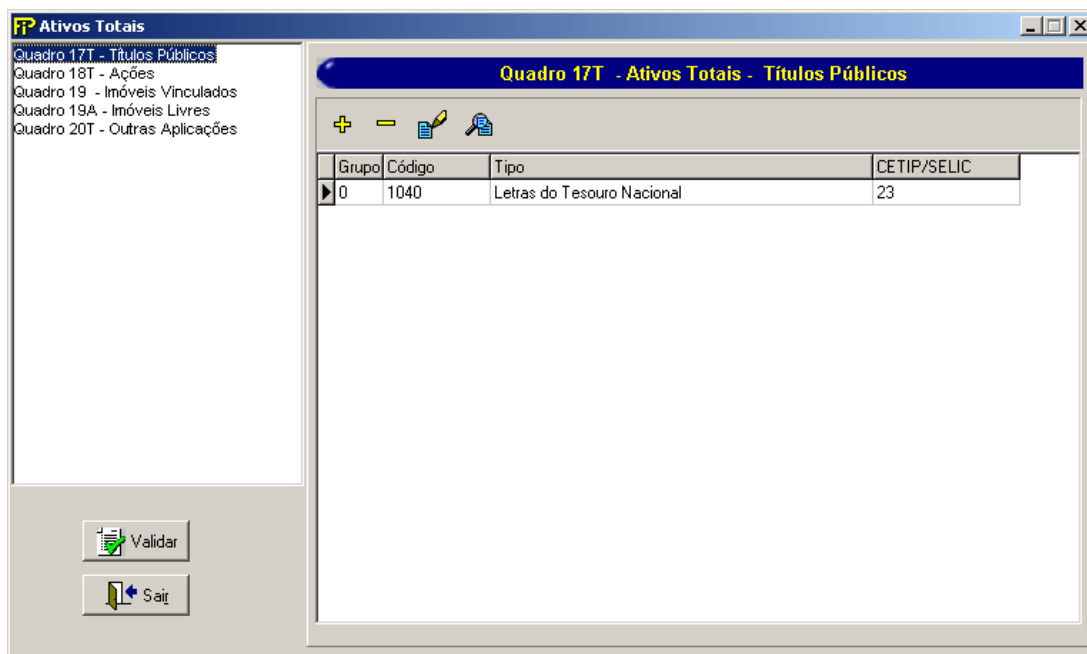 FIP Ativos Totais
Quadro 17T - Títulos Públicos
Quadro 18T - Ações
Quadro 19 - Imóveis Vinculados
Quadro 19A - Imóveis Livres
Quadro 20T - Outras Aplicações
Validar
Sair
Quadro 17T - Ativos Totais - Títulos Públicos
Grupo Código Tipo CETIP/SELIC
0 1040 Letras do Tesouro Nacional 23